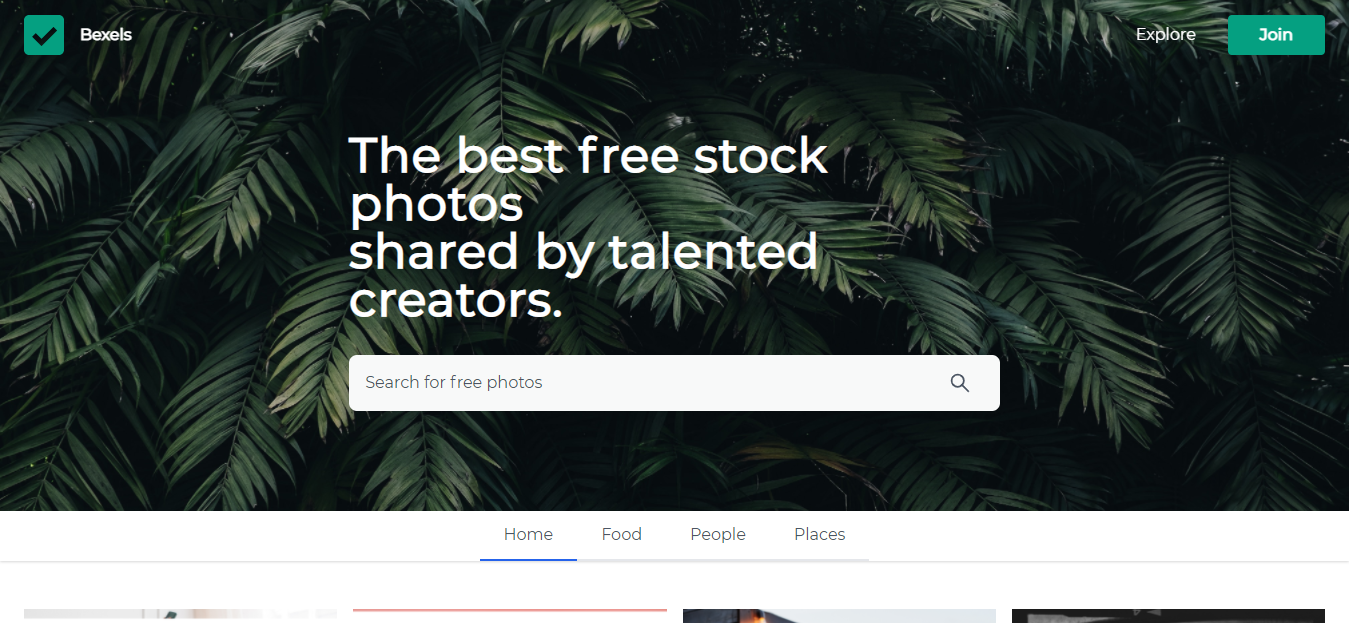 Bexels
Explore
Join
The best free stock
photos
shared by talented
creators.
Search for free photos
Home
Food
People
Places